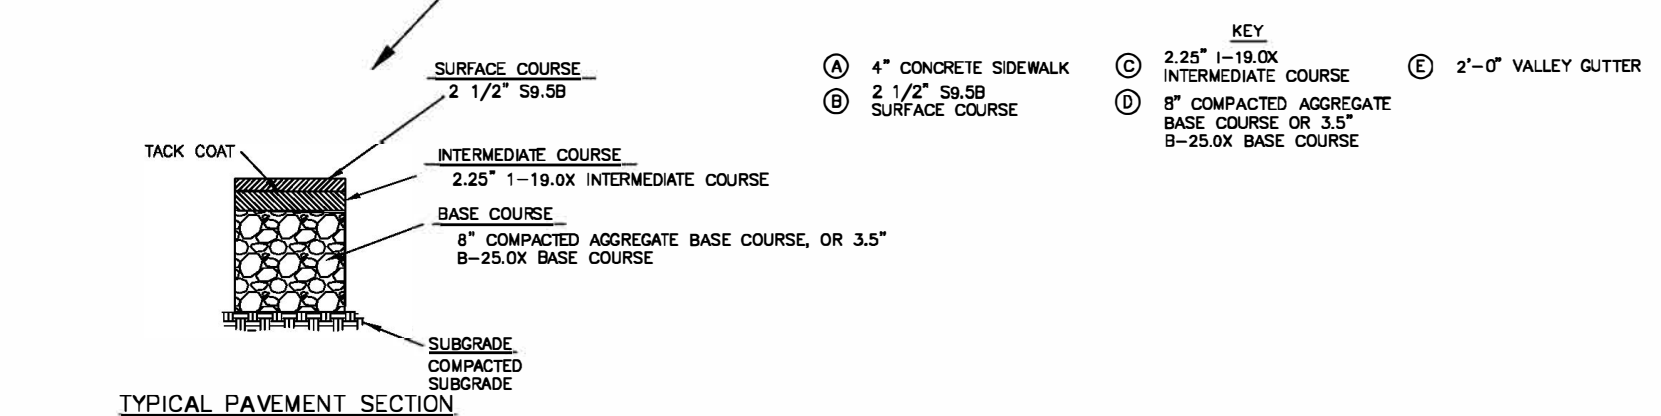 SURFACE COURSE
2 1/2" S9.5B
TACK COAT
INTERMEDIATE COURSE
2.25" 1-19.0X INTERMEDIATE COURSE
BASE COURSE
8" COMPACTED AGGREGATE BASE COURSE, OR 3.5"
B-25.0X BASE COURSE
SUBGRADE
COMPACTED
SUBGRADE
TYPICAL PAVEMENT SECTION
KEY
A 4" CONCRETE SIDEWALK
B 2 1/2" S9.5B
SURFACE COURSE
C 2.25" I-19.0X
INTERMEDIATE COURSE
D 8" COMPACTED AGGREGATE
BASE COURSE OR 3.5"
B-25.0X BASE COURSE
E 2'-0" VALLEY GUTTER